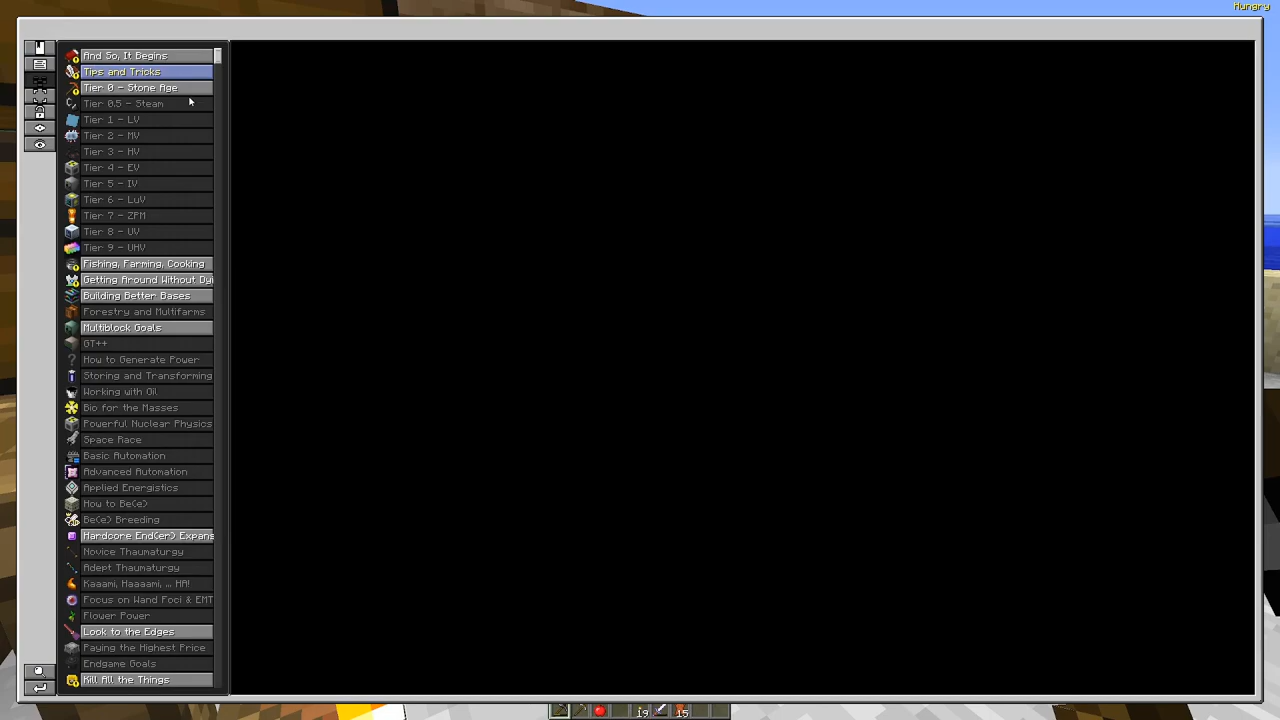 Hungry
And So, It Begins
Tips and Tricks
Tier 0 - Stone Age
Tier 0.5 - Steam
Tier 1 - LV
Tier 2 - MV
Tier 3 - HV
Tier 4 - EV
Tier 5 - IV
Tier 6 - LuV
Tier 7 - ZPM
Tier 8 - UV
Tier 9 - UHV
Fishing, Farming, Cooking
Getting Around Without Dyi
Building Better Bases
Forestry and Multifarms
Multiblock Goals
GT++
How to Generate Power
Storing and Transforming
Working with Oil
Bio for the Masses
Powerful Nuclear Physics
Space Race
Basic Automation
Advanced Automation
Applied Energistics
How to Be(e)
Be(e) Breeding
Hardcore End(er) Expans
Novice Thaumaturgy
Adept Thaumaturgy
Kaaami, Haaaami, ... HA!
Focus on Wand Foci & EMT
Flower Power
Look to the Edges
Paying the Highest Price
Endgame Goals
Kill All the Things
19 15